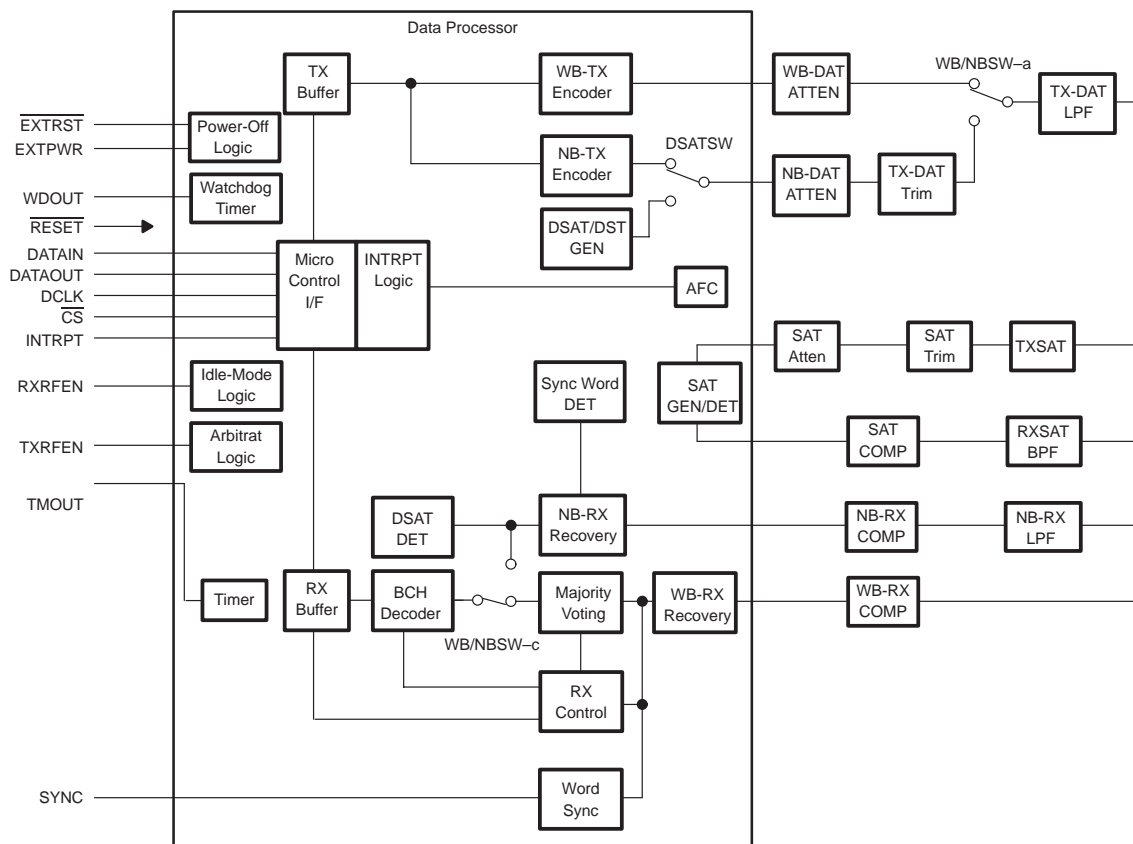 Data Processor
TX
Buffer
WB-TX
Encoder
WB-DAT
ATTEN
WB/NBSW–a
TX-DAT
LPF
EXTRST
EXTPWR
Power-Off
Logic
NB-TX
Encoder
DSATSW
NB-DAT
ATTEN
TX-DAT
Trim
WDOUT
Watchdog
Timer
RESET
DSAT/DST
GEN
DATAIN
DATAOUT
DCLK
CS
INTRPT
Micro
Control
I/F
INTRPT
Logic
AFC
SAT
Atten
SAT
Trim
TXSAT
RXRFEN
Idle-Mode
Logic
Sync Word
DET
SAT
GEN/DET
TXRFEN
Arbitrat
Logic
SAT
COMP
RXSAT
BPF
TMOUT
DSAT
DET
NB-RX
Recovery
NB-RX
COMP
NB-RX
LPF
Timer
RX
Buffer
BCH
Decoder
WB/NBSW–c
Majority
Voting
WB-RX
Recovery
WB-RX
COMP
RX
Control
SYNC
Word
Sync